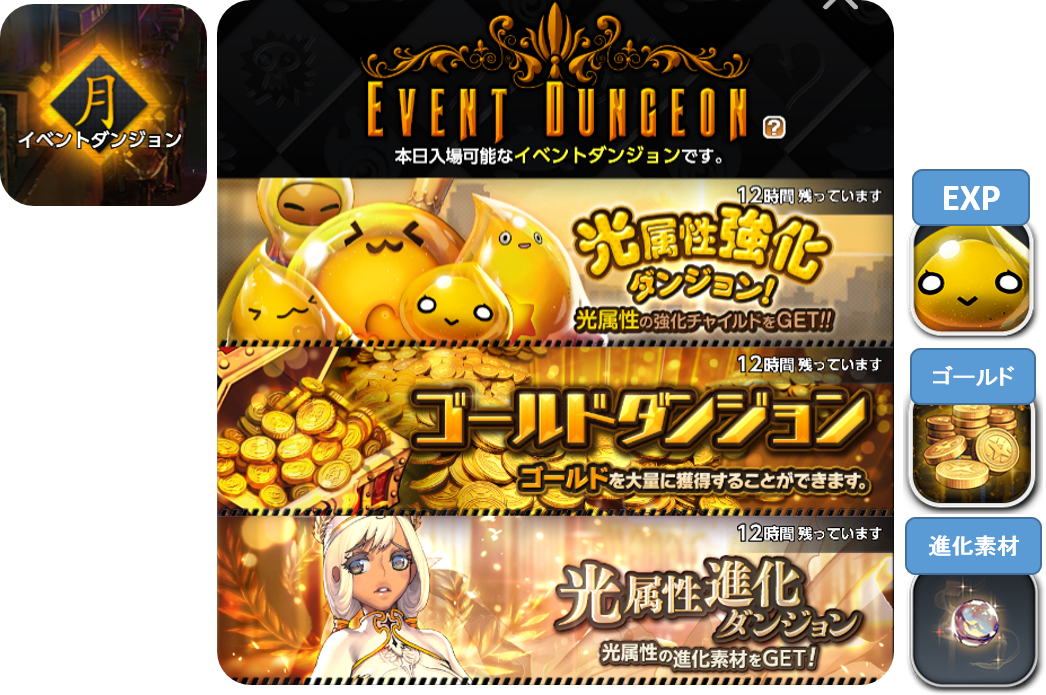 月
イベントダンジョン
EVENT DUNGEON
?
本日入場可能なイベントダンジョンです。
12時間 残っています
光属性強化
ダンジョン!
光属性の強化チャイルドをGET!!
EXP
12時間 残っています
ゴールドダンジョン
ゴールドを大量に獲得することができます。
ゴールド
12時間 残っています
光属性進化
ダンジョン
光属性の進化素材をGET!
進化素材